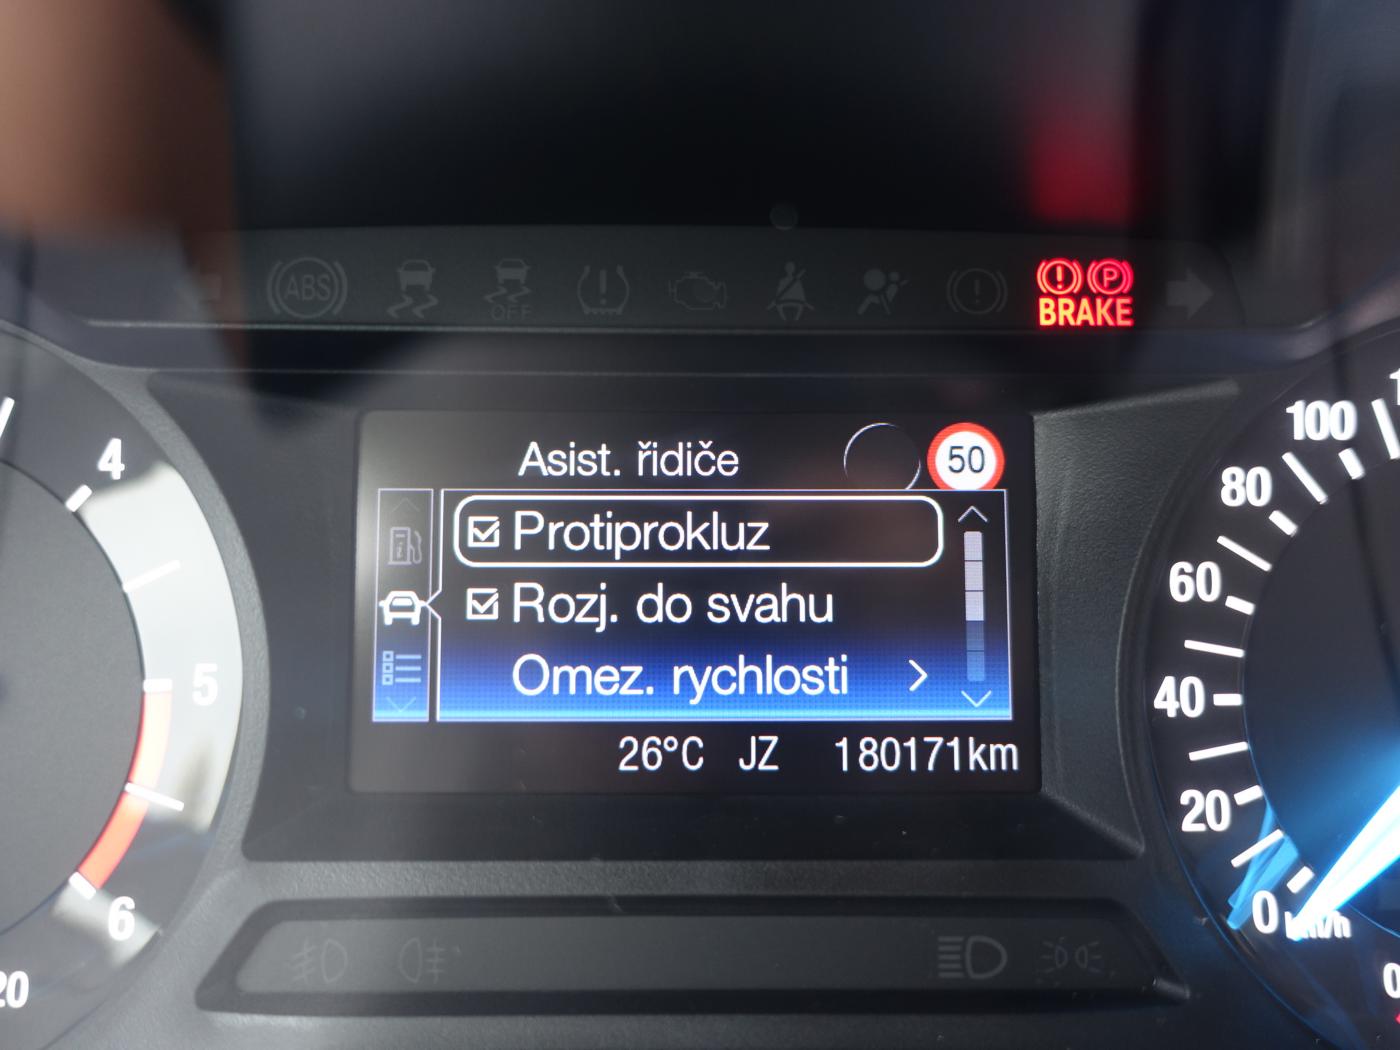 ABS
OFF
P
BRAKE
Asist. řidiče
50
Protiprokluz
Rozj. do svahu
Omez. rychlosti
26°C JZ 180171km
4
5
6
100
80
60
40
20
0
km/h